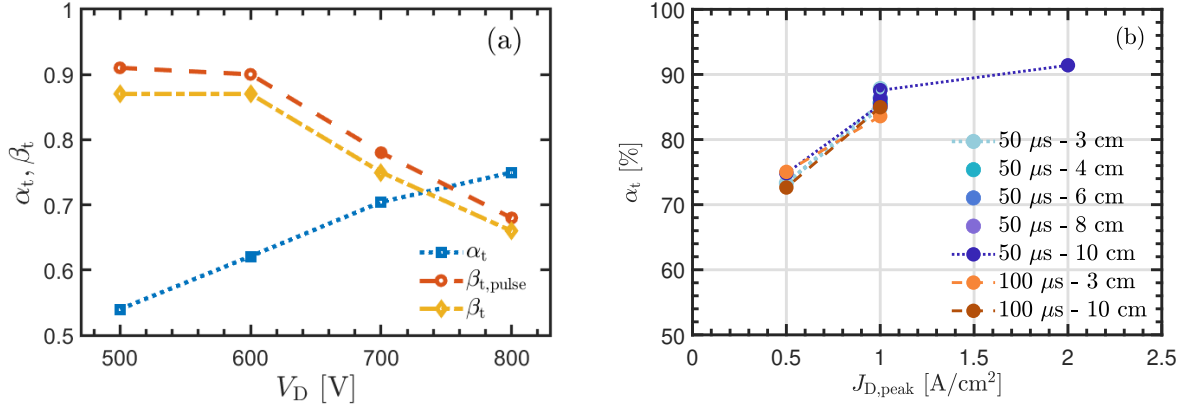 (a)
1
0.9
0.8
0.7
0.6
0.5
αt, βt
500 600 700 800
VD [V]
αt
βt,pulse
βt
(b)
100
90
80
70
60
50
αt [%]
0 0.5 1 1.5 2 2.5
JD,peak [A/cm²]
50 μs - 3 cm
50 μs - 4 cm
50 μs - 6 cm
50 μs - 8 cm
50 μs - 10 cm
100 μs - 3 cm
100 μs - 10 cm